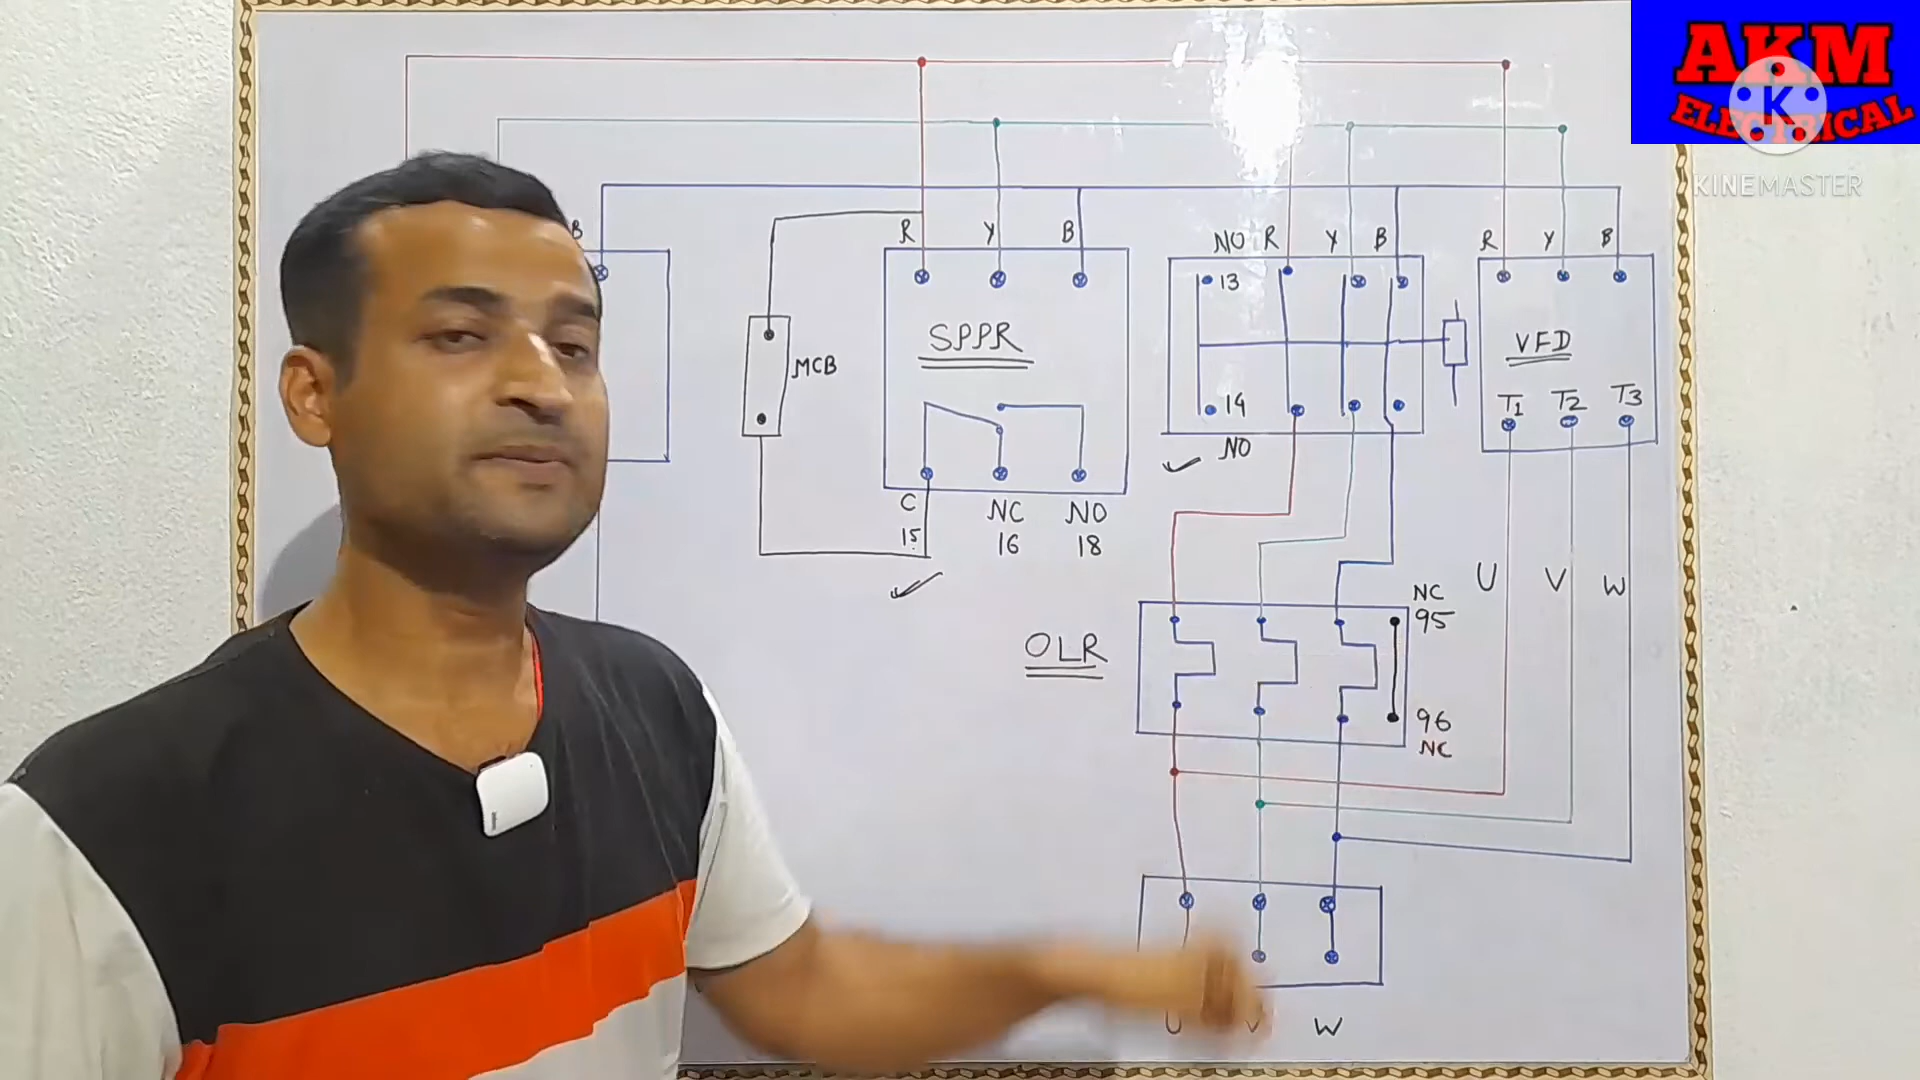 AKM
ELECTRICAL
K
KINEMASTER
B
R Y B
NO R Y B
R Y B
13
SPPR
MCB
VFD
T1 T2 T3
14
NO
C NC NO
15 16 18
U V W
NC
95
OLR
96
NC
U V W